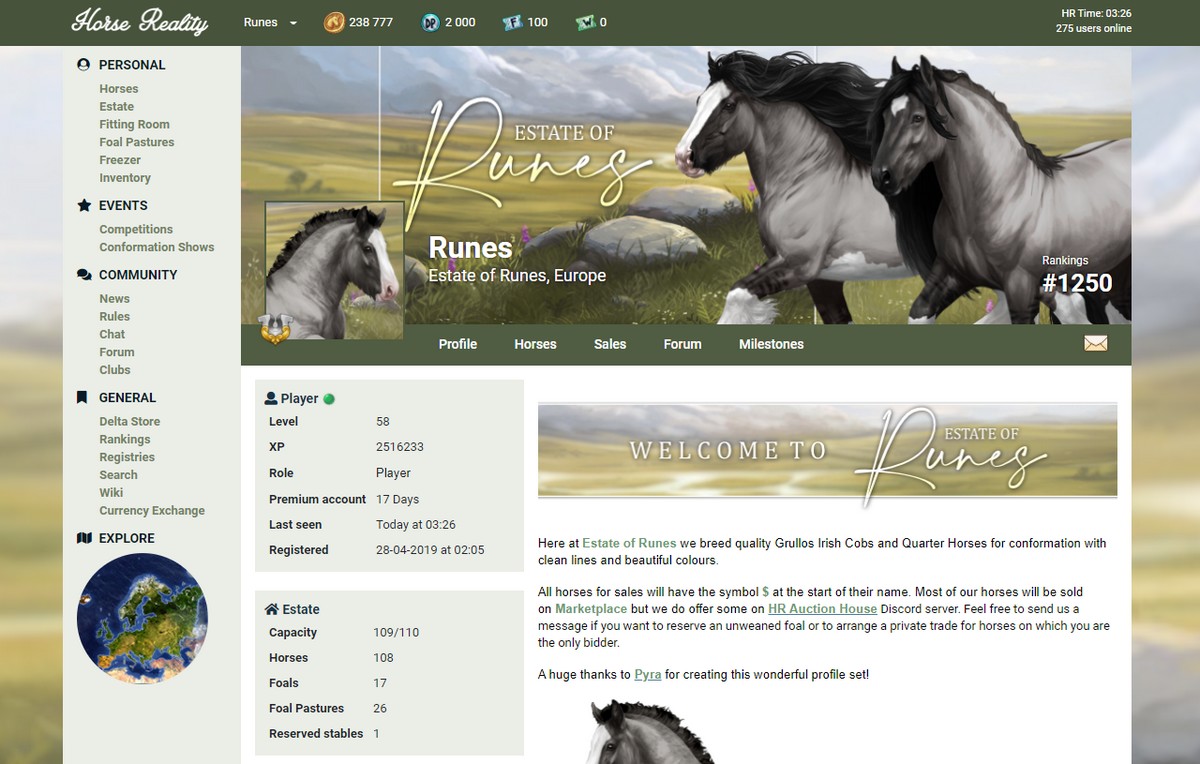 Horse Reality
Runes
238 777
DP
2 000
F
100
0
HR Time: 03:26
275 users online
PERSONAL
Horses
Estate
Fitting Room
Foal Pastures
Freezer
Inventory
EVENTS
Competitions
Conformation Shows
COMMUNITY
News
Rules
Chat
Forum
Clubs
GENERAL
Delta Store
Rankings
Registries
Search
Wiki
Currency Exchange
EXPLORE
ESTATE OF
Runes
Runes
Estate of Runes, Europe
Rankings
#1250
Profile
Horses
Sales
Forum
Milestones
Player
Level 58
XP 2516233
Role Player
Premium account 17 Days
Last seen Today at 03:26
Registered 28-04-2019 at 02:05
Estate
Capacity 109/110
Horses 108
Foals 17
Foal Pastures 26
Reserved stables 1
WELCOME TO
ESTATE OF
Runes
Here at Estate of Runes we breed quality Grullos Irish Cobs and Quarter Horses for conformation with
clean lines and beautiful colours.
All horses for sales will have the symbol $ at the start of their name. Most of our horses will be sold
on Marketplace but we do offer some on HR Auction House Discord server. Feel free to send us a
message if you want to reserve an unweaned foal or to arrange a private trade for horses on which you are
the only bidder.
A huge thanks to Pyra for creating this wonderful profile set!